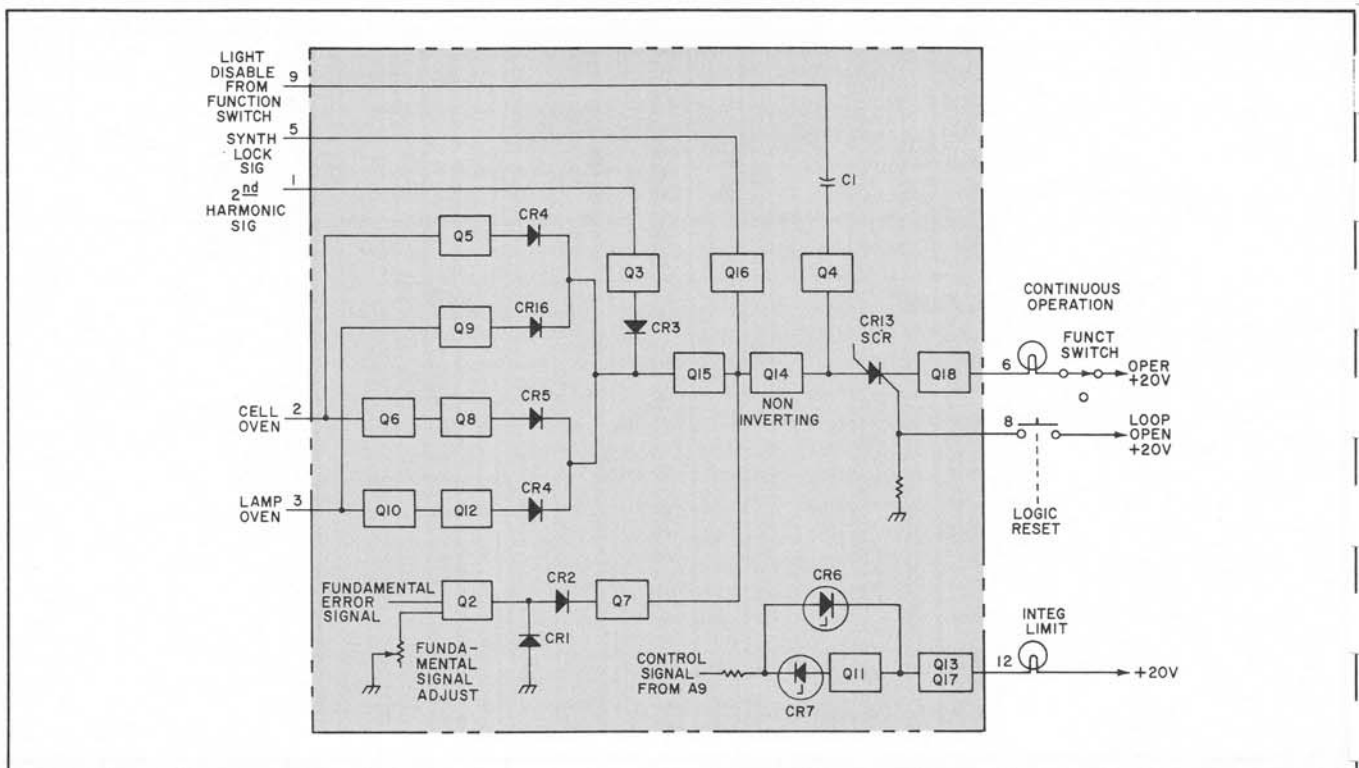 LIGHT
DISABLE
FROM
FUNCTION
SWITCH
9
SYNTH
LOCK
SIG
5
2nd
HARMONIC
SIG
1
CR4
Q5
CR16
Q9
Q3
CR3
Q16
C1
Q4
CONTINUOUS
OPERATION
CR13
SCR
FUNCT
SWITCH
Q15
Q14
NON
INVERTING
Q18
6
OPER
+20V
CELL
OVEN
2
Q6
Q8
CR5
8
LOOP
OPEN
+20V
LAMP
OVEN
3
Q10
Q12
CR4
LOGIC
RESET
FUNDAMENTAL
ERROR
SIGNAL
Q2
CR2
Q7
CR1
FUNDA-
MENTAL
SIGNAL
ADJUST
CR6
CONTROL
SIGNAL
FROM A9
CR7
Q11
Q13
Q17
12
INTEG
LIMIT
+20V